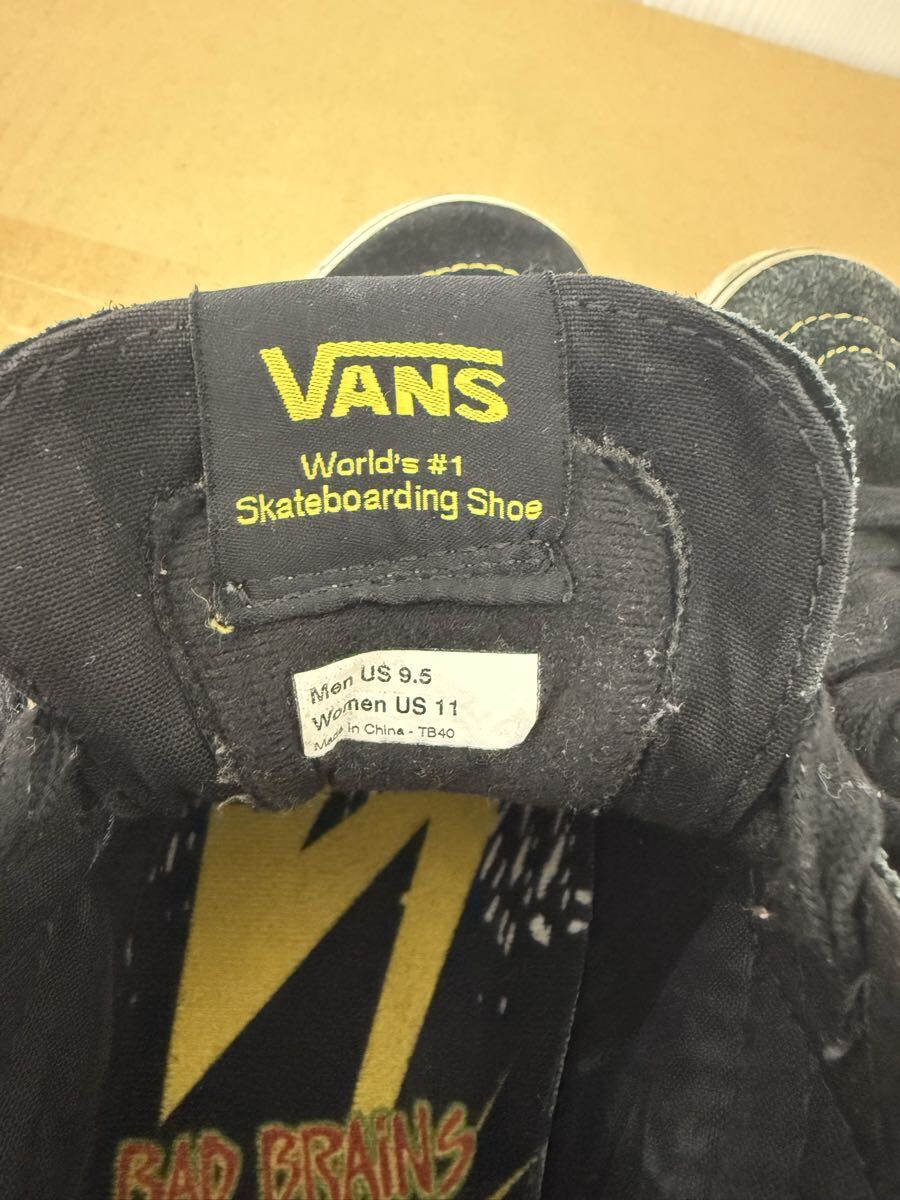 VANS
World's #1
Skateboarding Shoe
Men US 9.5
Women US 11
Made in China - TB40
BAD BRAINS